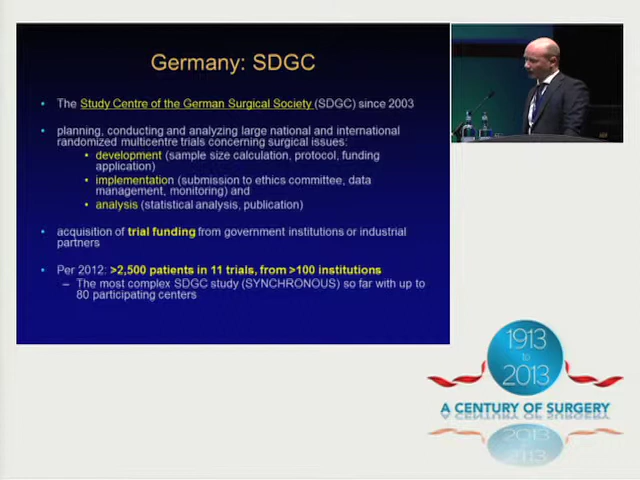 Germany: SDGC
• The Study Centre of the German Surgical Society (SDGC) since 2003
• planning, conducting and analyzing large national and international
randomized multicentre trials concerning surgical issues:
• development (sample size calculation, protocol, funding
application)
• implementation (submission to ethics committee, data
management, monitoring) and
• analysis (statistical analysis, publication)
• acquisition of trial funding from government institutions or industrial
partners
• Per 2012: >2,500 patients in 11 trials, from >100 institutions
– The most complex SDGC study (SYNCHRONOUS) so far with up to
80 participating centers
1913
to
2013
A CENTURY OF SURGERY